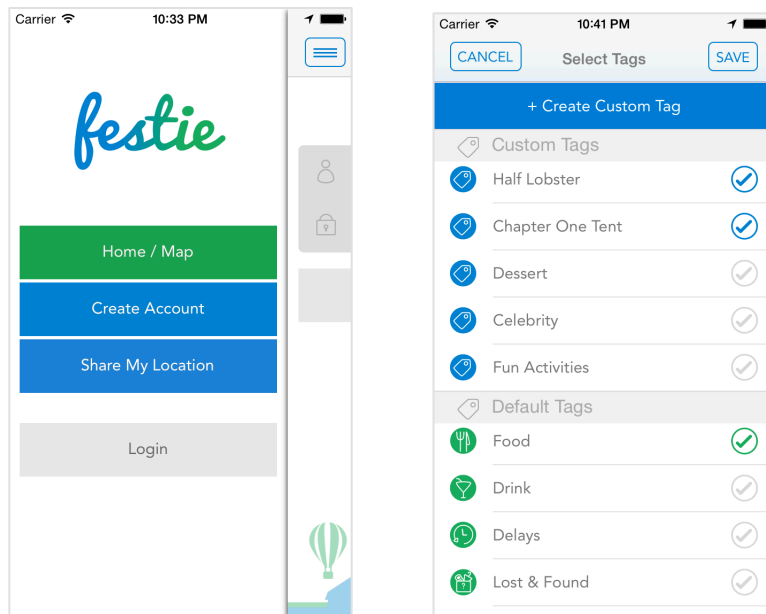 Carrier 10:33 PM
festie
Home / Map
Create Account
Share My Location
Login
Carrier 10:41 PM
CANCEL Select Tags SAVE
+ Create Custom Tag
Custom Tags
Half Lobster
Chapter One Tent
Dessert
Celebrity
Fun Activities
Default Tags
Food
Drink
Delays
Lost & Found